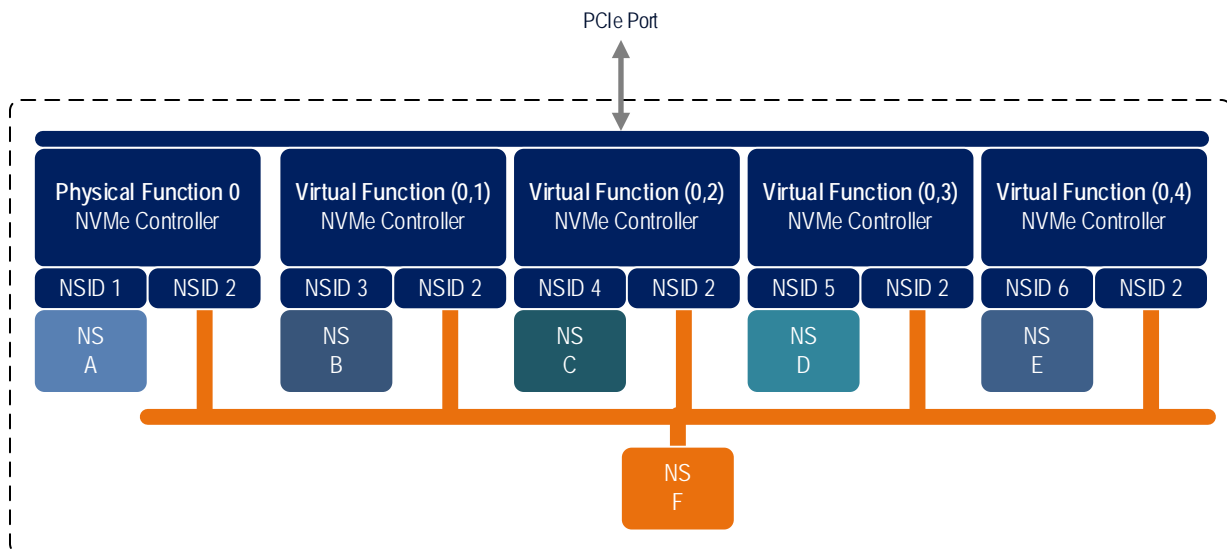 PCIe Port
Physical Function 0
NVMe Controller
Virtual Function (0,1)
NVMe Controller
Virtual Function (0,2)
NVMe Controller
Virtual Function (0,3)
NVMe Controller
Virtual Function (0,4)
NVMe Controller
NSID 1
NSID 2
NSID 3
NSID 2
NSID 4
NSID 2
NSID 5
NSID 2
NSID 6
NSID 2
NS
A
NS
B
NS
C
NS
D
NS
E
NS
F